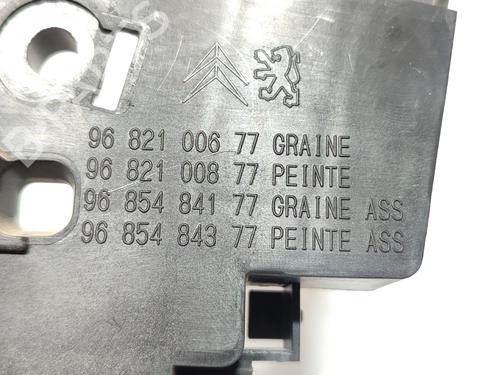 96 821 006 77 GRAINE
96 821 008 77 PEINTE
96 854 841 77 GRAINE ASS
96 854 843 77 PEINTE ASS